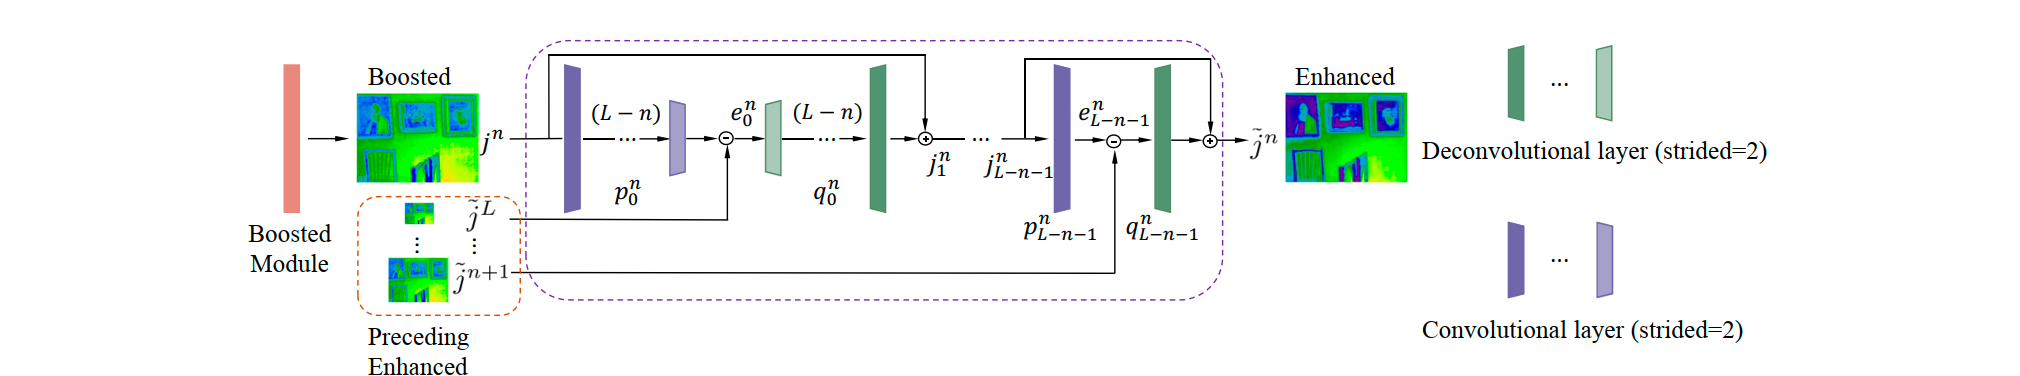 Boosted
Enhanced
j^n
(L − n)
...
e_0^n
(L − n)
...
...
e_{L−n−1}^n
\tilde{j}^n
...
Deconvolutional layer (strided=2)
p_0^n
q_0^n
j_1^n
j_{L−n−1}^n
\tilde{j}^L
p_{L−n−1}^n
q_{L−n−1}^n
Boosted
Module
⋮
⋮
\tilde{j}^{n+1}
...
Convolutional layer (strided=2)
Preceding
Enhanced